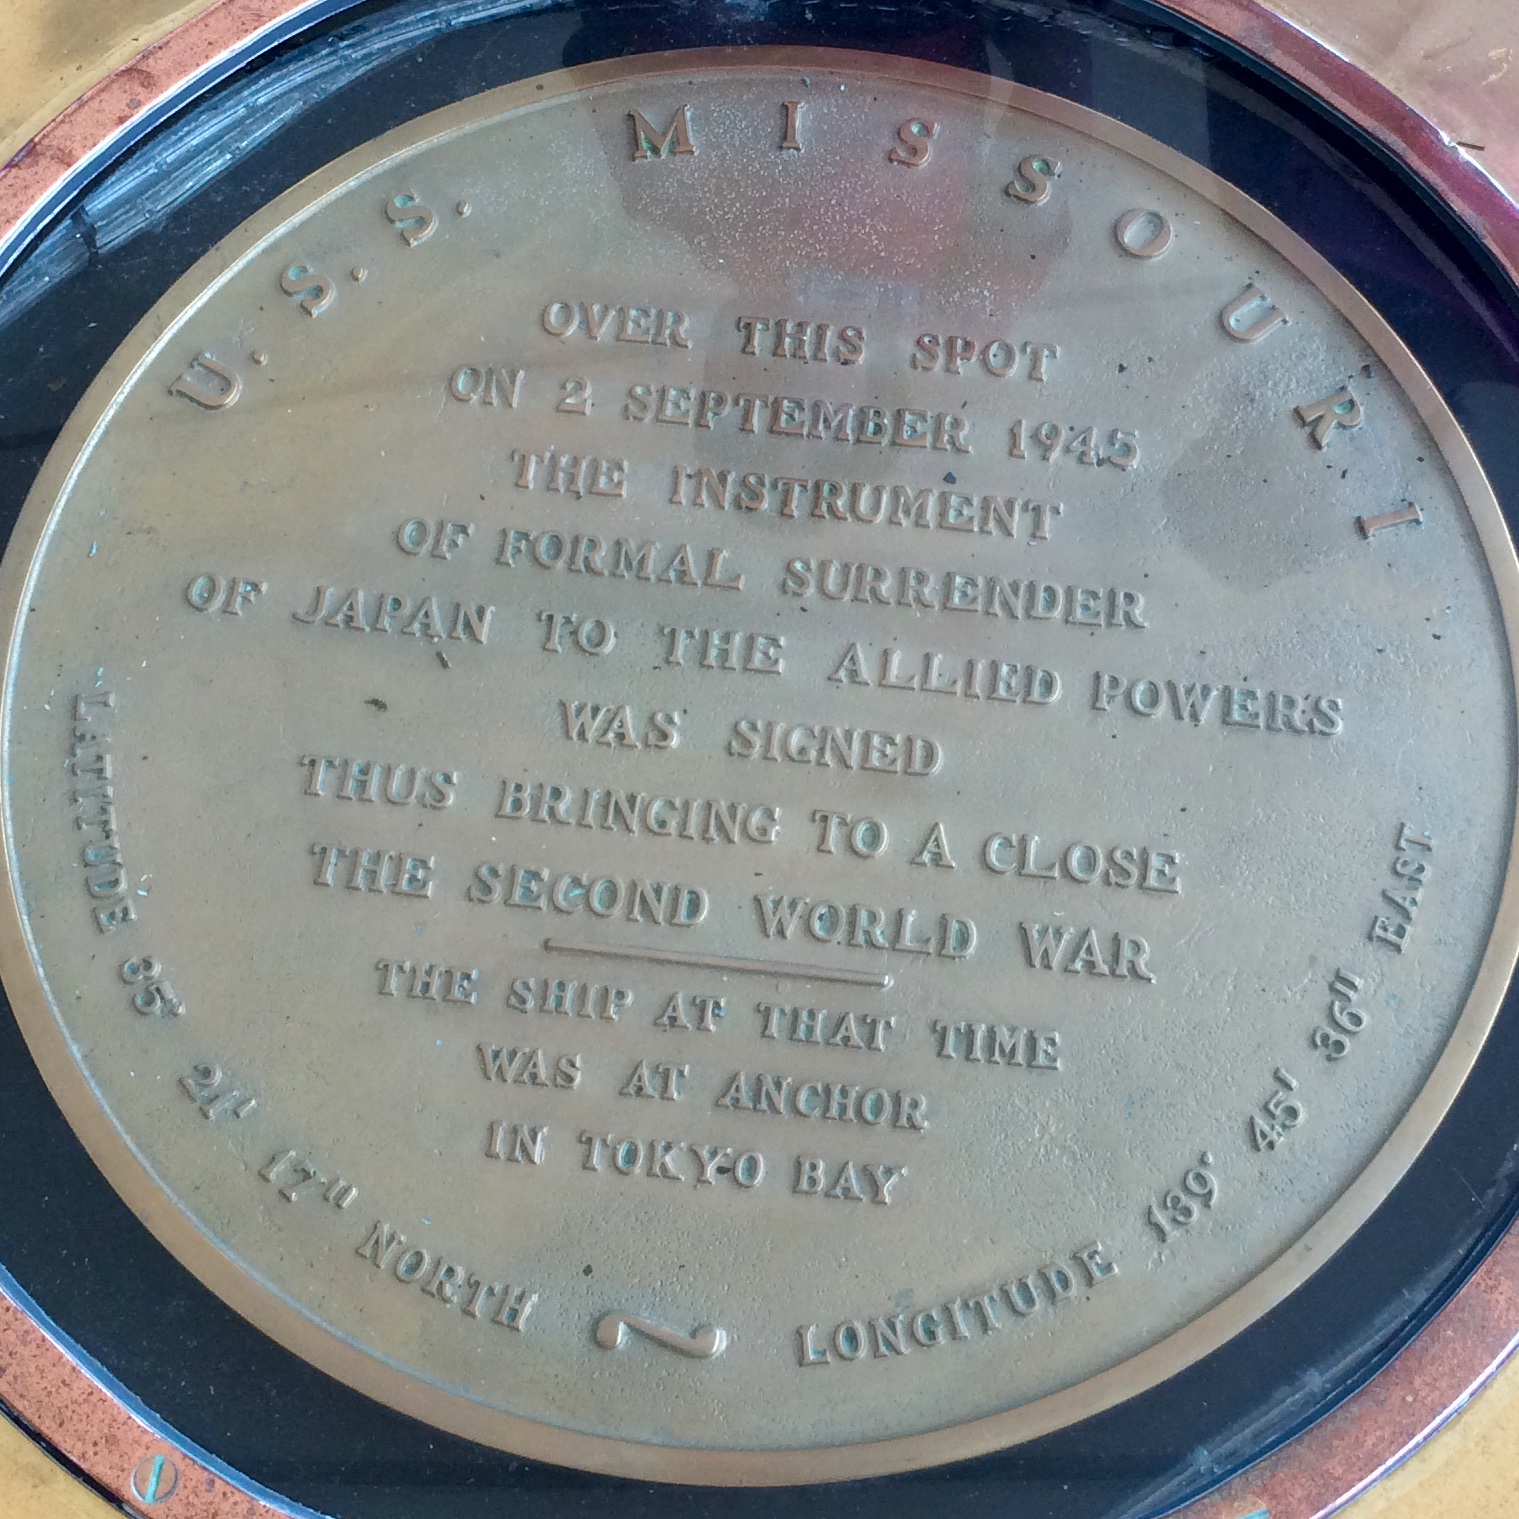 U.S.S. MISSOURI
OVER THIS SPOT
ON 2 SEPTEMBER 1945
THE INSTRUMENT
OF FORMAL SURRENDER
OF JAPAN TO THE ALLIED POWERS
WAS SIGNED
THUS BRINGING TO A CLOSE
THE SECOND WORLD WAR
THE SHIP AT THAT TIME
WAS AT ANCHOR
IN TOKYO BAY
LATITUDE 35° 21' 17" NORTH ~ LONGITUDE 139° 45' 36" EAST